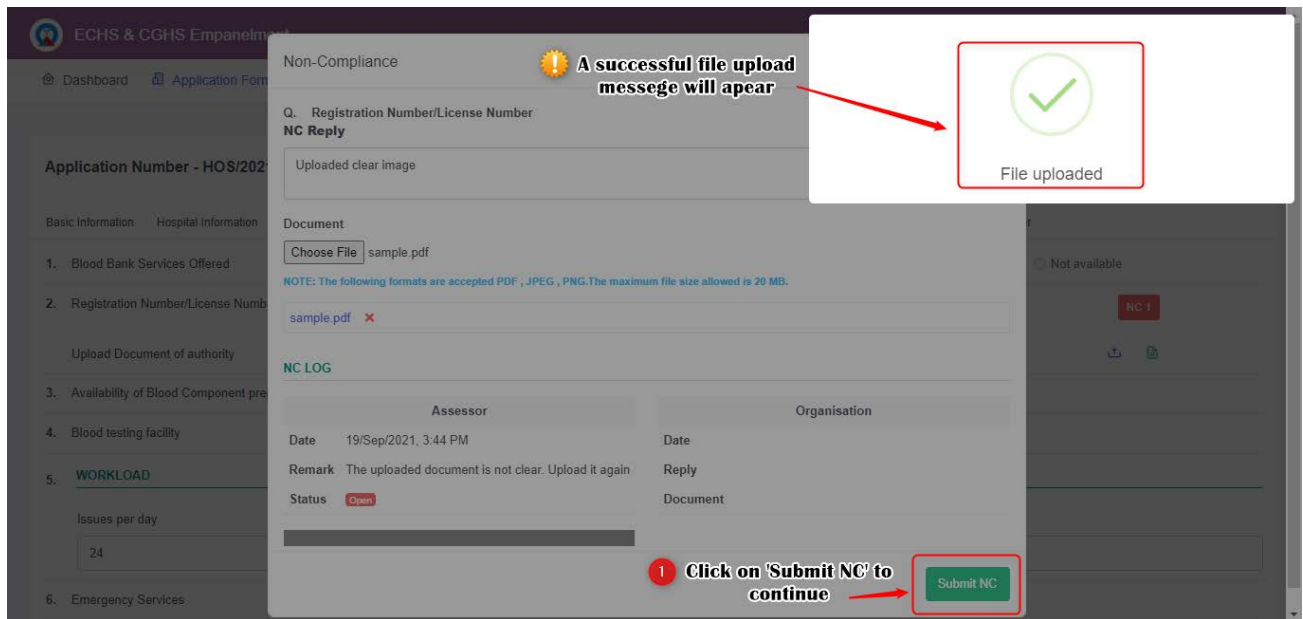 ECHS & CGHS Empanelm
Dashboard Application Form
Non-Compliance
A successful file upload
messege will apear
File uploaded
Q. Registration Number/License Number
NC Reply
Uploaded clear image
Application Number - HOS/202
Basic Information Hospital Information
Document
Choose File sample.pdf
NOTE: The following formats are accepted PDF , JPEG , PNG.The maximum file size allowed is 20 MB.
sample.pdf
1. Blood Bank Services Offered
Not available
2. Registration Number/License Numb
NC 1
Upload Document of authority
NC LOG
3. Availability of Blood Component pre
Assessor Organisation
4. Blood testing facility
Date 19/Sep/2021, 3:44 PM Date
Remark The uploaded document is not clear. Upload it again Reply
Status Open Document
5. WORKLOAD
Issues per day
24
1 Click on 'Submit NC' to
continue
Submit NC
6. Emergency Services